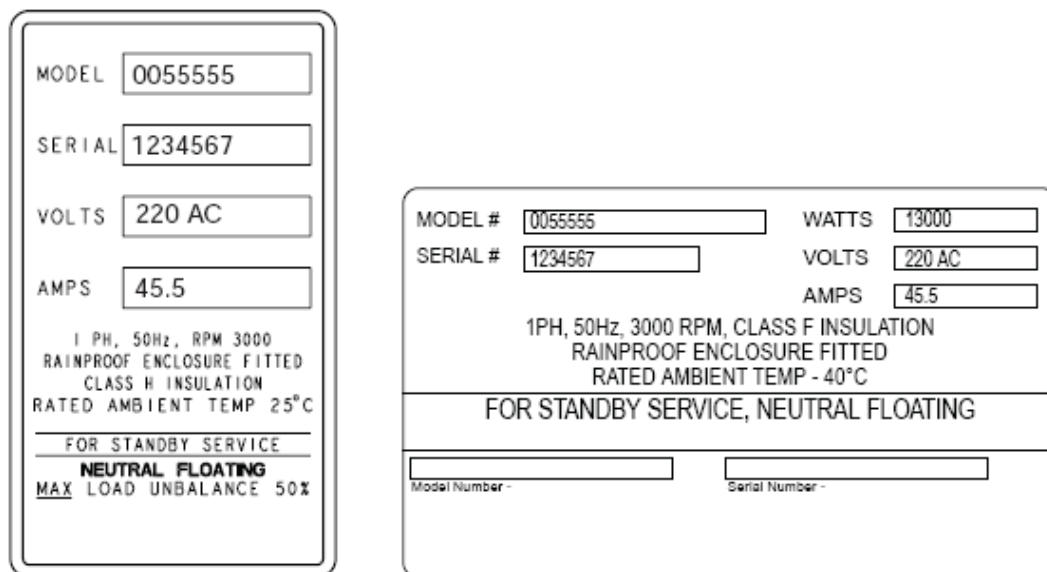 MODEL 0055555
SERIAL 1234567
VOLTS 220 AC
AMPS 45.5
1 PH, 50Hz, RPM 3000
RAINPROOF ENCLOSURE FITTED
CLASS H INSULATION
RATED AMBIENT TEMP 25°C
FOR STANDBY SERVICE
NEUTRAL FLOATING
MAX LOAD UNBALANCE 50%
MODEL # 0055555 WATTS 13000
SERIAL # 1234567 VOLTS 220 AC
AMPS 45.5
1PH, 50Hz, 3000 RPM, CLASS F INSULATION
RAINPROOF ENCLOSURE FITTED
RATED AMBIENT TEMP - 40°C
FOR STANDBY SERVICE, NEUTRAL FLOATING
Model Number - Serial Number -